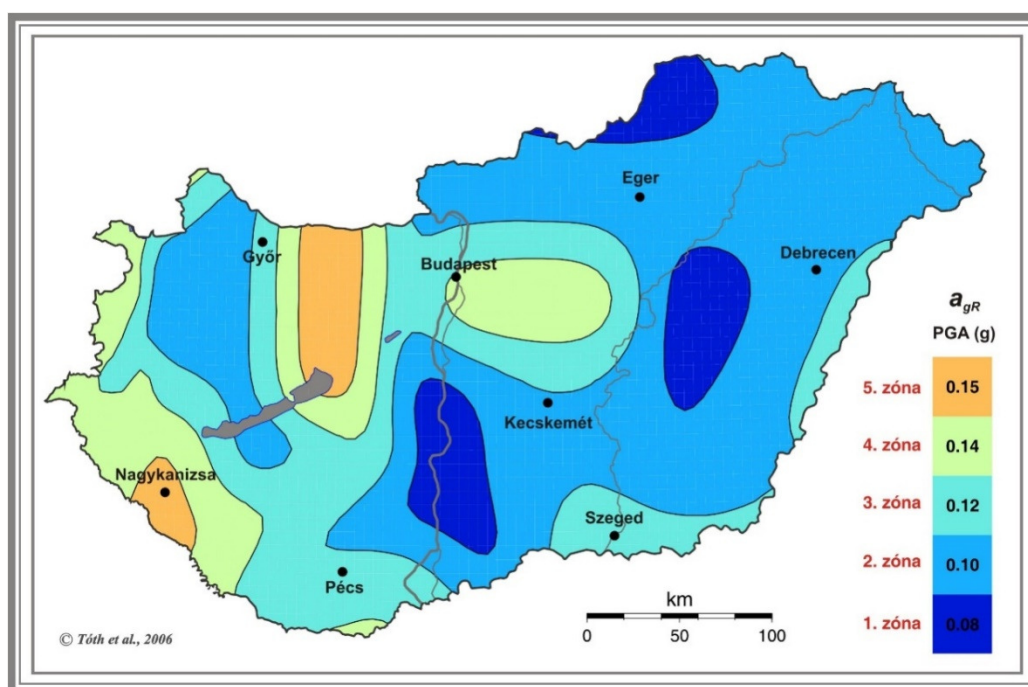 Eger
Győr
Debrecen
Budapest
a_gR
PGA (g)
5. zóna
0.15
Kecskemét
4. zóna
0.14
Nagykanizsa
3. zóna
0.12
Szeged
2. zóna
0.10
Pécs
km
1. zóna
0.08
0 50 100
© Tóth et al., 2006